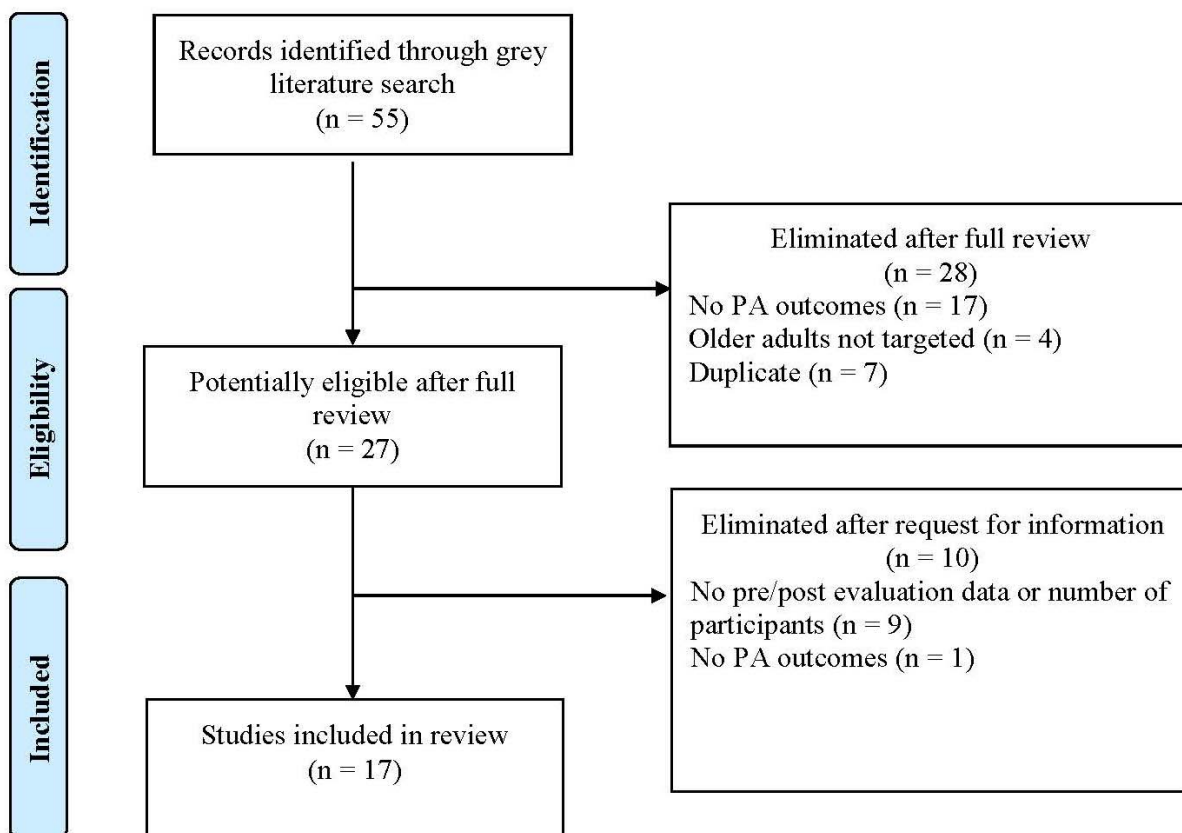 Identification
Records identified through grey
literature search
(n = 55)
Eliminated after full review
(n = 28)
No PA outcomes (n = 17)
Older adults not targeted (n = 4)
Duplicate (n = 7)
Eligibility
Potentially eligible after full
review
(n = 27)
Eliminated after request for information
(n = 10)
No pre/post evaluation data or number of
participants (n = 9)
No PA outcomes (n = 1)
Included
Studies included in review
(n = 17)